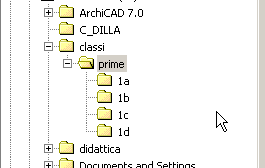 ArchiCAD 7.0
C_DILLA
classi
prime
1a
1b
1c
1d
didattica
Documents and Settings